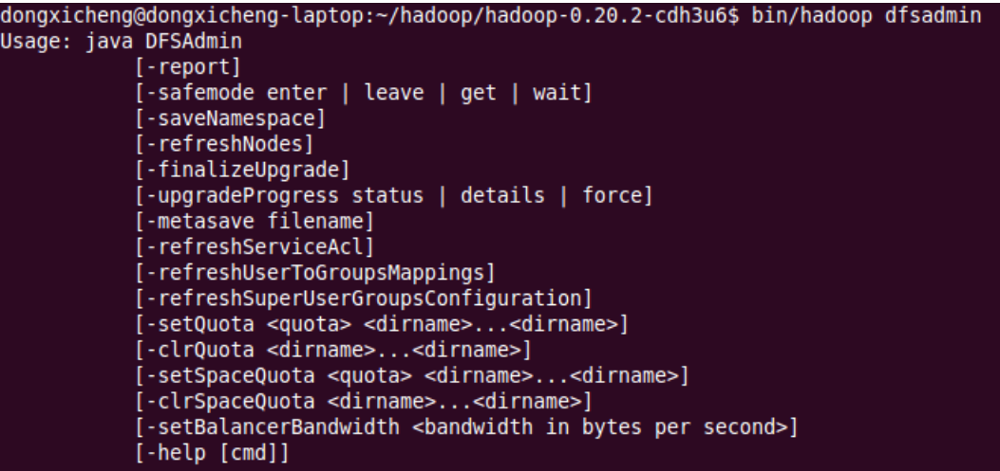 dongxicheng@dongxicheng-laptop:~/hadoop/hadoop-0.20.2-cdh3u6$ bin/hadoop dfsadmin
Usage: java DFSAdmin
[-report]
[-safemode enter | leave | get | wait]
[-saveNamespace]
[-refreshNodes]
[-finalizeUpgrade]
[-upgradeProgress status | details | force]
[-metasave filename]
[-refreshServiceAcl]
[-refreshUserToGroupsMappings]
[-refreshSuperUserGroupsConfiguration]
[-setQuota <quota> <dirname>...<dirname>]
[-clrQuota <dirname>...<dirname>]
[-setSpaceQuota <quota> <dirname>...<dirname>]
[-clrSpaceQuota <dirname>...<dirname>]
[-setBalancerBandwidth <bandwidth in bytes per second>]
[-help [cmd]]